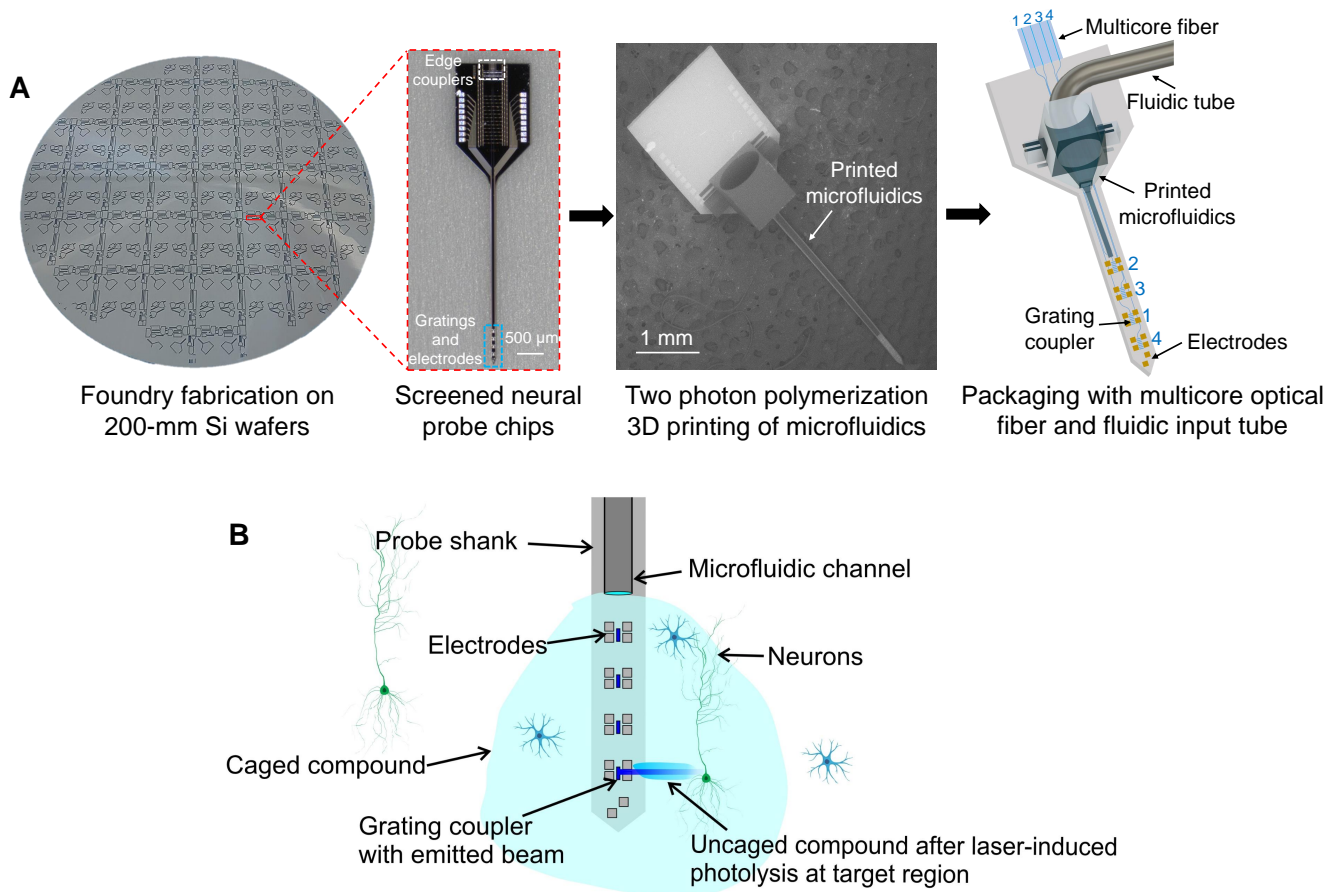 A
Edge
couplers
Gratings
and
electrodes
500 µm
Printed
microfluidics
1 mm
1 2 3 4
Multicore fiber
Fluidic tube
Printed
microfluidics
2
3
1
Grating
coupler
4
Electrodes
Foundry fabrication on
200-mm Si wafers
Screened neural
probe chips
Two photon polymerization
3D printing of microfluidics
Packaging with multicore optical
fiber and fluidic input tube
B
Probe shank
Microfluidic channel
Electrodes
Neurons
Caged compound
Grating coupler
with emitted beam
Uncaged compound after laser-induced
photolysis at target region